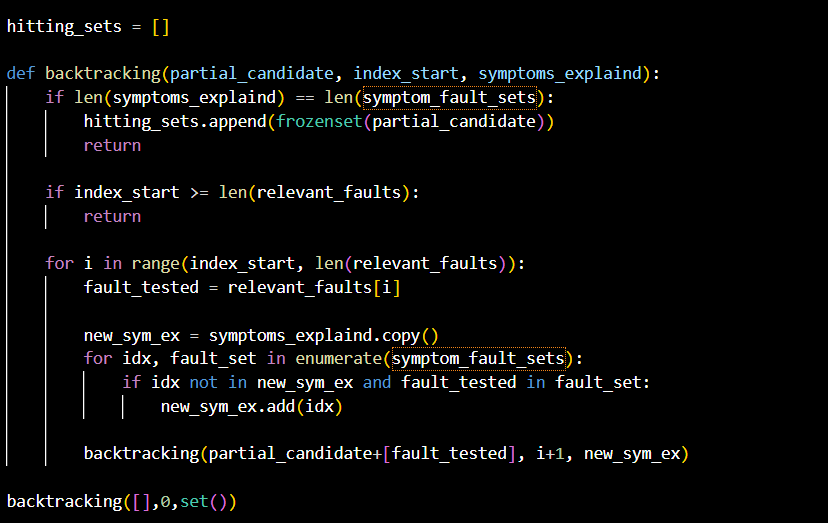 hitting_sets = []
def backtracking(partial_candidate, index_start, symptoms_explaind):
if len(symptoms_explaind) == len(symptom_fault_sets):
hitting_sets.append(frozenset(partial_candidate))
return
if index_start >= len(relevant_faults):
return
for i in range(index_start, len(relevant_faults)):
fault_tested = relevant_faults[i]
new_sym_ex = symptoms_explaind.copy()
for idx, fault_set in enumerate(symptom_fault_sets):
if idx not in new_sym_ex and fault_tested in fault_set:
new_sym_ex.add(idx)
backtracking(partial_candidate+[fault_tested], i+1, new_sym_ex)
backtracking([],0,set())